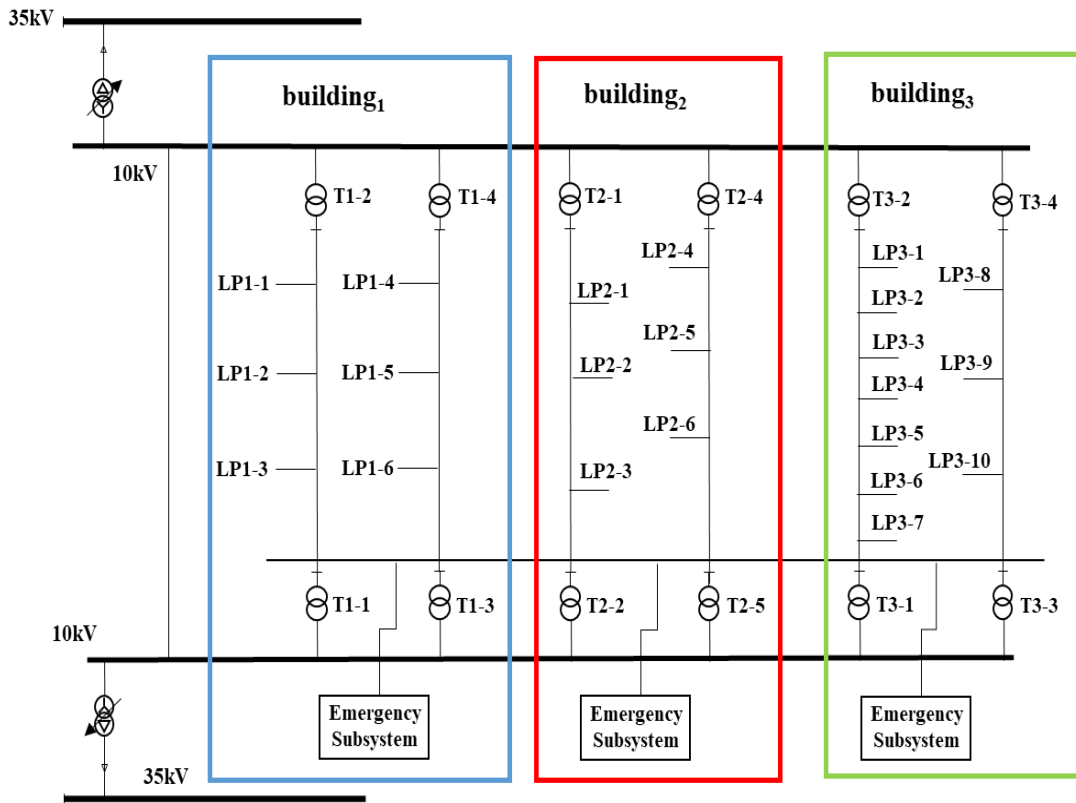 35kV
building1
building2
building3
10kV
T1-2
T1-4
T2-1
T2-4
T3-2
T3-4
LP1-1
LP1-4
LP2-1
LP2-4
LP3-1
LP3-8
LP3-2
LP1-2
LP1-5
LP2-2
LP2-5
LP3-3
LP3-9
LP3-4
LP1-3
LP1-6
LP2-3
LP2-6
LP3-5
LP3-10
LP3-6
LP3-7
T1-1
T1-3
T2-2
T2-5
T3-1
T3-3
10kV
Emergency
Subsystem
Emergency
Subsystem
Emergency
Subsystem
35kV